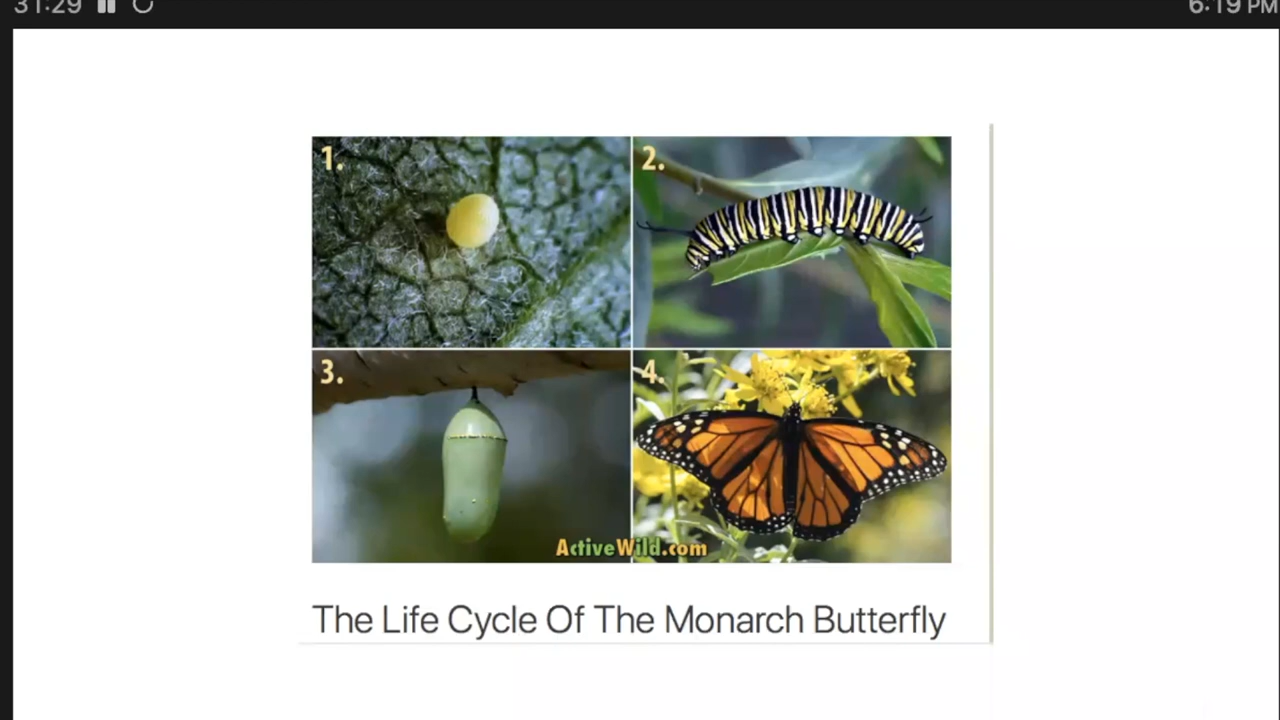 31:29
6:19 PM
1.
2.
3.
4.
ActiveWild.com
The Life Cycle Of The Monarch Butterfly